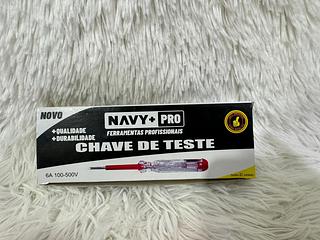 NOVO
+QUALIDADE
+DURABILIDADE
NAVY+ PRO
FERRAMENTAS PROFISSIONAIS
CHAVE DE TESTE
6A 100-500V